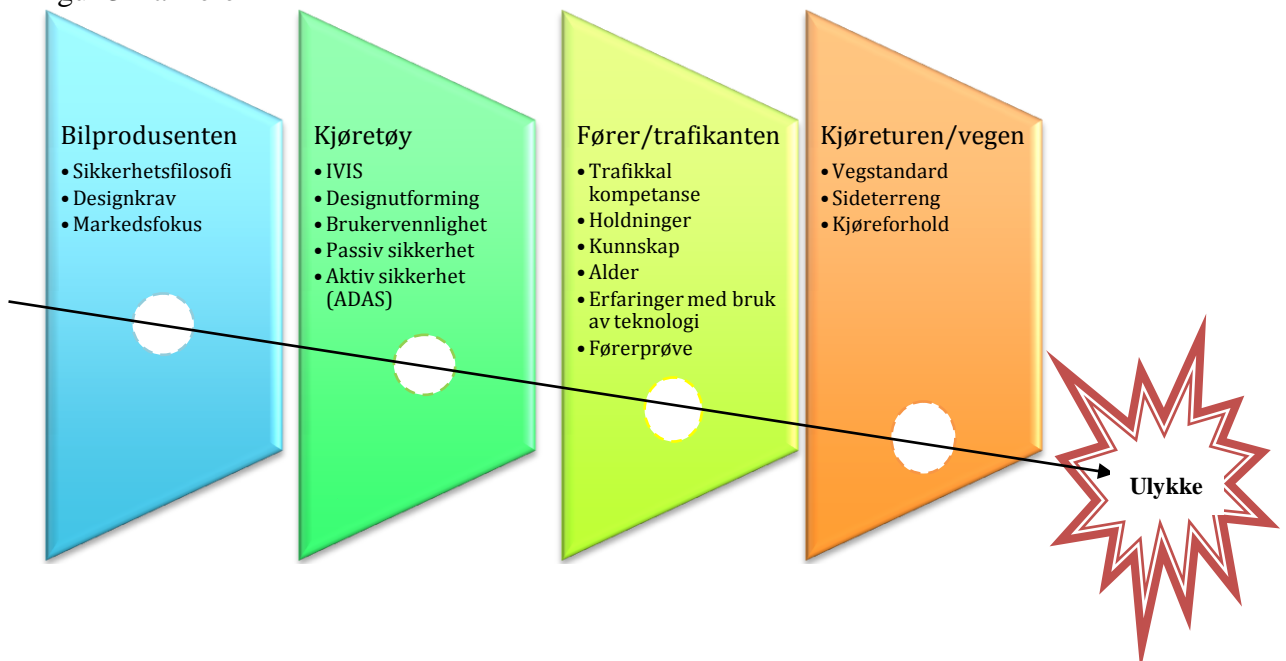 Bilprodusenten
• Sikkerhetsfilosofi
• Designkrav
• Markedsfokus
Kjøretøy
• IVIS
• Designutforming
• Brukervennlighet
• Passiv sikkerhet
• Aktiv sikkerhet
(ADAS)
Fører/trafikanten
• Trafikkal
kompetanse
• Holdninger
• Kunnskap
• Alder
• Erfaringer med bruk
av teknologi
• Førerprøve
Kjøreturen/vegen
• Vegstandard
• Sideterreng
• Kjøreforhold
Ulykke